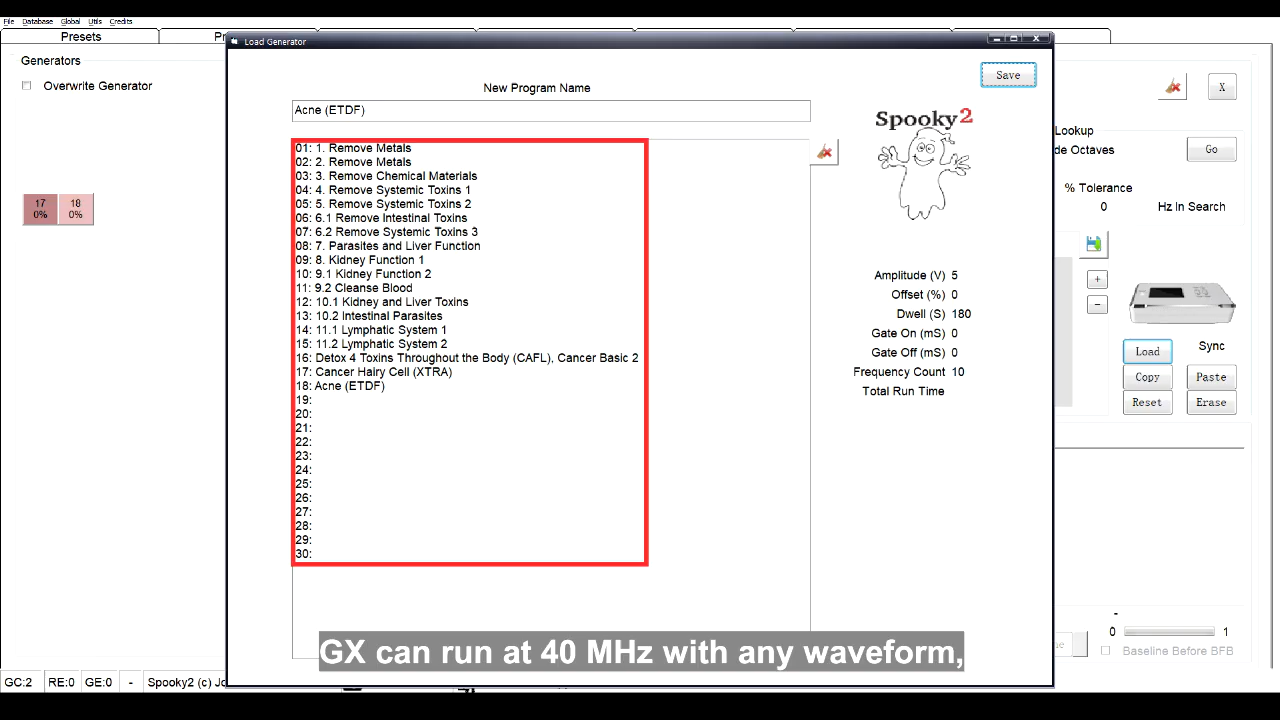 File Database Global Utils Credits
Presets
Generators
Overwrite Generator
17
0%
18
0%
Load Generator
New Program Name
Save
Acne (ETDF)
01: 1. Remove Metals
02: 2. Remove Metals
03: 3. Remove Chemical Materials
04: 4. Remove Systemic Toxins 1
05: 5. Remove Systemic Toxins 2
06: 6.1 Remove Intestinal Toxins
07: 6.2 Remove Systemic Toxins 3
08: 7. Parasites and Liver Function
09: 8. Kidney Function 1
10: 9.1 Kidney Function 2
11: 9.2 Cleanse Blood
12: 10.1 Kidney and Liver Toxins
13: 10.2 Intestinal Parasites
14: 11.1 Lymphatic System 1
15: 11.2 Lymphatic System 2
16: Detox 4 Toxins Throughout the Body (CAFL), Cancer Basic 2
17: Cancer Hairy Cell (XTRA)
18: Acne (ETDF)
19:
20:
21:
22:
23:
24:
25:
26:
27:
28:
29:
30:
Spooky2
Amplitude (V) 5
Offset (%) 0
Dwell (S) 180
Gate On (mS) 0
Gate Off (mS) 0
Frequency Count 10
Total Run Time
X
Lookup
de Octaves
Go
% Tolerance
0
Hz In Search
+
-
Load
Sync
Copy
Paste
Reset
Erase
-
0
1
Baseline Before BFB
GX can run at 40 MHz with any waveform,
GC:2 RE:0 GE:0 - Spooky2 (c) Jo